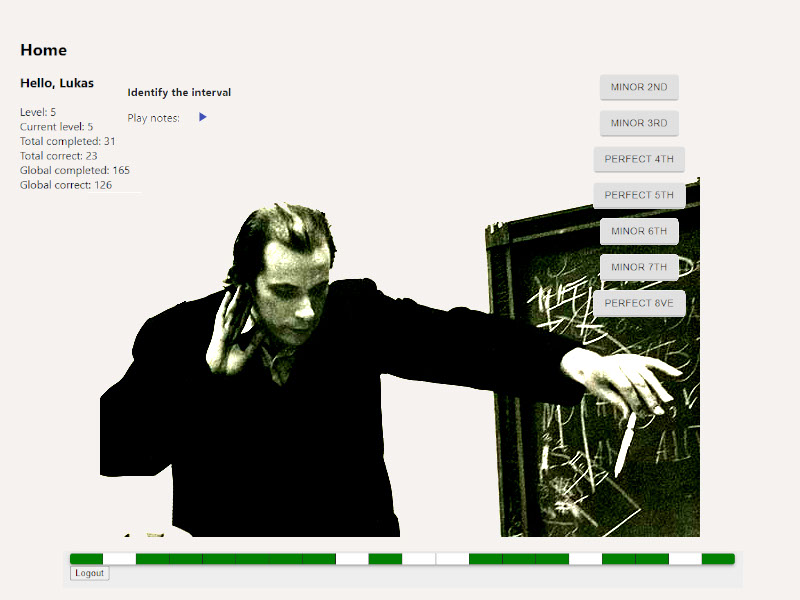 Home
Hello, Lukas
Level: 5
Current level: 5
Total completed: 31
Total correct: 23
Global completed: 165
Global correct: 126
Identify the interval
Play notes:
MINOR 2ND
MINOR 3RD
PERFECT 4TH
PERFECT 5TH
MINOR 6TH
MINOR 7TH
PERFECT 8VE
Logout